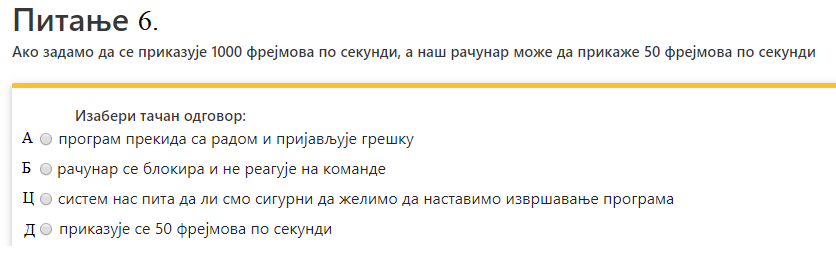 Питање 6.
Ако задамо да се приказује 1000 фрејмова по секунди, а наш рачунар може да прикаже 50 фрејмова по секунди
Изабери тачан одговор:
А програм прекида са радом и пријављује грешку
Б рачунар се блокира и не реагује на команде
Ц систем нас пита да ли смо сигурни да желимо да наставимо извршавање програма
Д приказује се 50 фрејмова по секунди